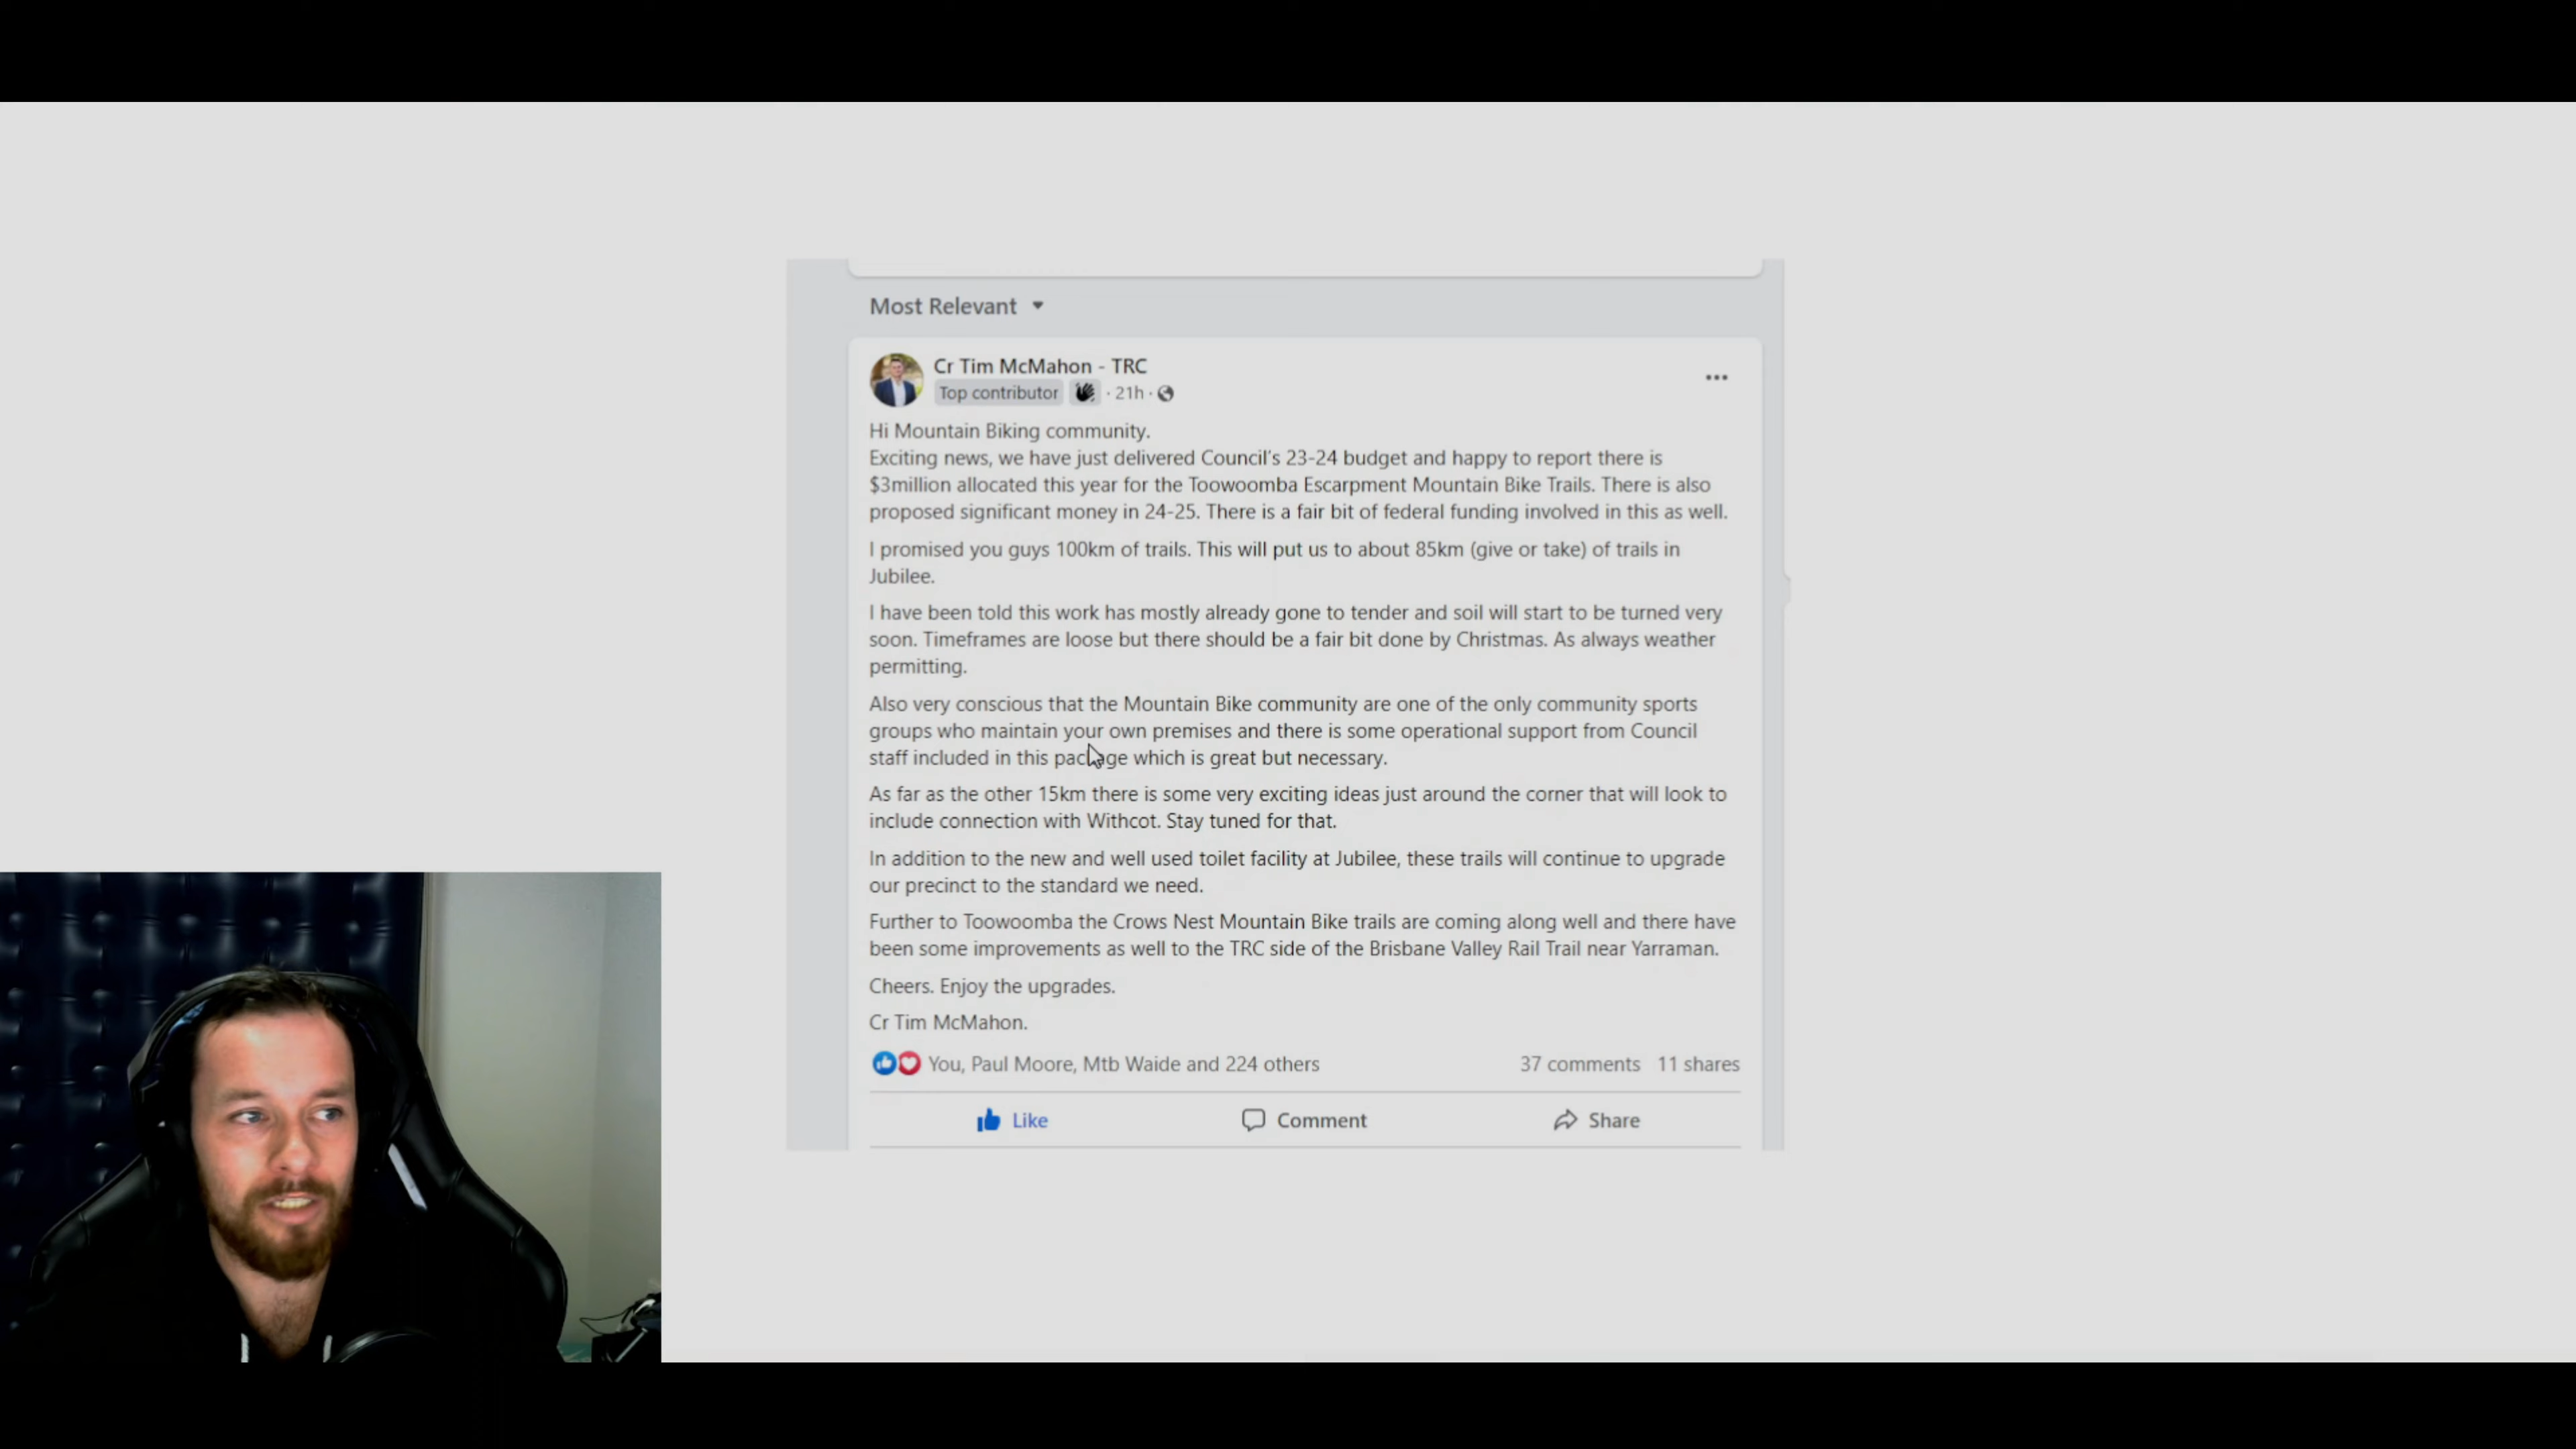 Most Relevant
Cr Tim McMahon - TRC
Top contributor · 21h ·
Hi Mountain Biking community.
Exciting news, we have just delivered Council's 23-24 budget and happy to report there is
$3million allocated this year for the Toowoomba Escarpment Mountain Bike Trails. There is also
proposed significant money in 24-25. There is a fair bit of federal funding involved in this as well.
I promised you guys 100km of trails. This will put us to about 85km (give or take) of trails in
Jubilee.
I have been told this work has mostly already gone to tender and soil will start to be turned very
soon. Timeframes are loose but there should be a fair bit done by Christmas. As always weather
permitting.
Also very conscious that the Mountain Bike community are one of the only community sports
groups who maintain your own premises and there is some operational support from Council
staff included in this package which is great but necessary.
As far as the other 15km there is some very exciting ideas just around the corner that will look to
include connection with Withcot. Stay tuned for that.
In addition to the new and well used toilet facility at Jubilee, these trails will continue to upgrade
our precinct to the standard we need.
Further to Toowoomba the Crows Nest Mountain Bike trails are coming along well and there have
been some improvements as well to the TRC side of the Brisbane Valley Rail Trail near Yarraman.
Cheers. Enjoy the upgrades.
Cr Tim McMahon.
You, Paul Moore, Mtb Waide and 224 others 37 comments 11 shares
Like Comment Share